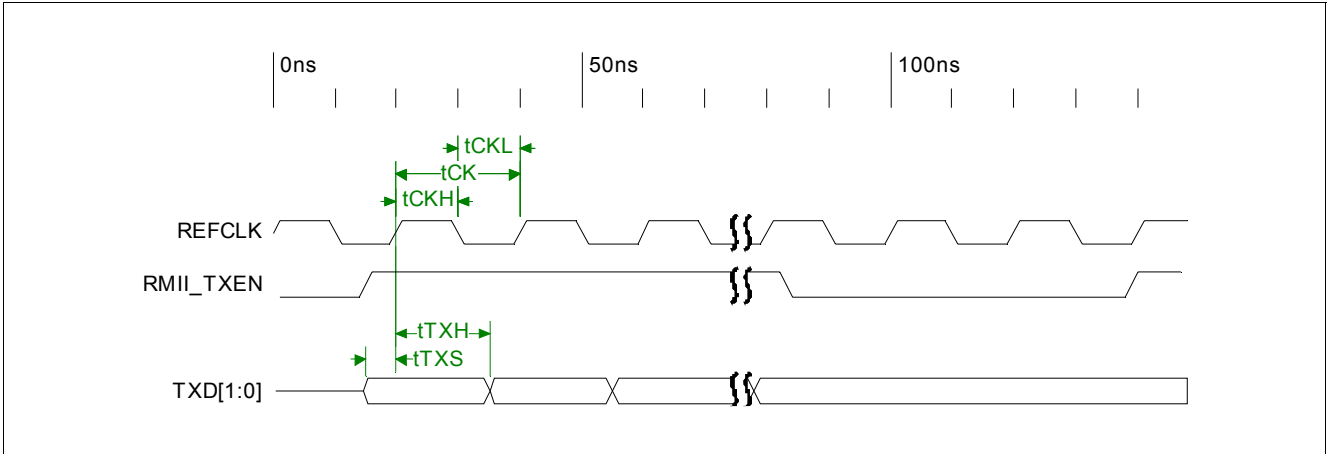 0ns 50ns 100ns
tCKL
tCK
tCKH
REFCLK
RMII_TXEN
tTXH
tTXS
TXD[1:0]